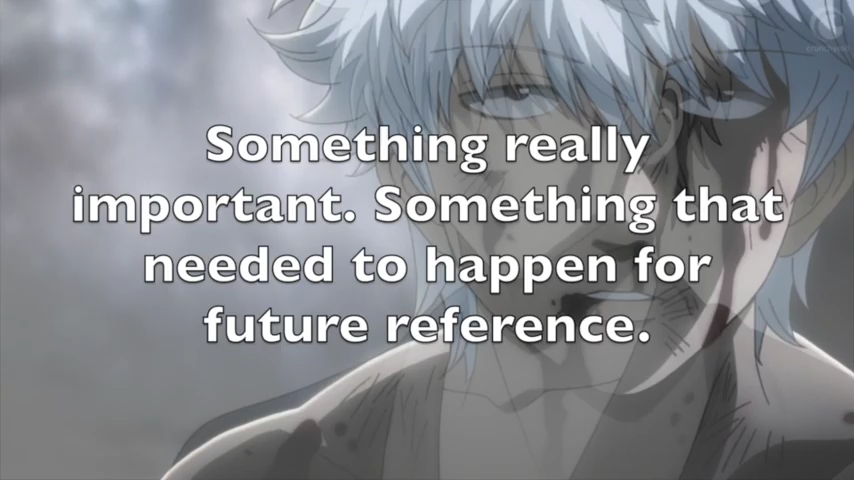 Something really
important. Something that
needed to happen for
future reference.